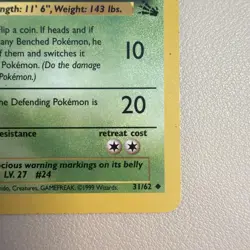 ngth: 11' 6", Weight: 143 lbs.
lip a coin. If heads and if
any Benched Pokémon, he
f them and switches it
Pokémon. (Do the damage
Pokémon.)
10
he Defending Pokémon is
20
esistance
retreat cost
cious warning markings on its belly
LV. 27 #24
ndo, Creatures, GAMEFREAK. ©1999 Wizards.
31/62